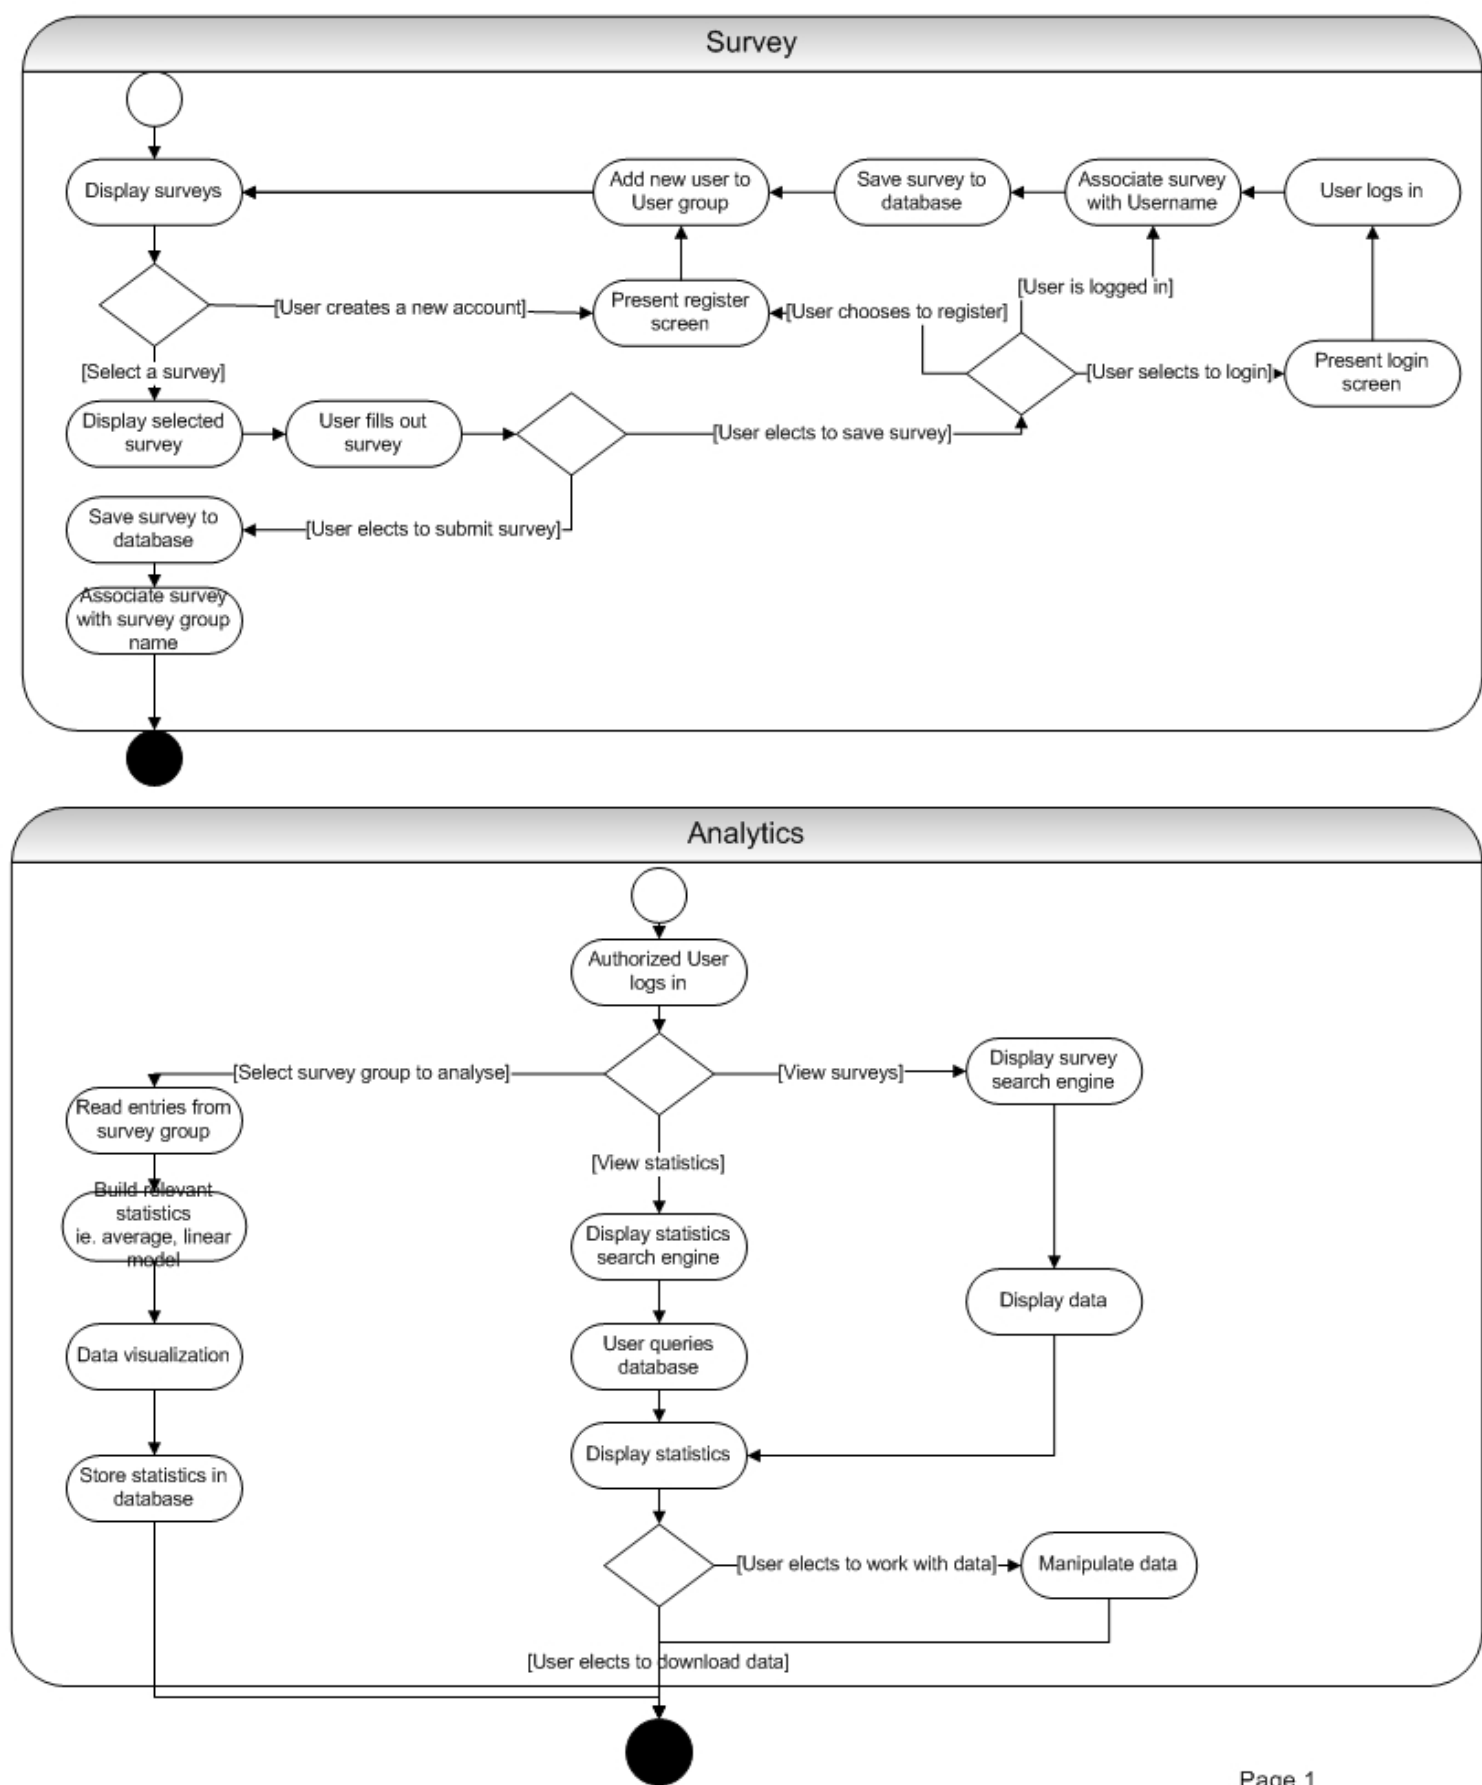 Survey
Display surveys
Add new user to
User group
Save survey to
database
Associate survey
with Username
User logs in
[User creates a new account]
Present register
screen
[User chooses to register]
[User is logged in]
[User selects to login]
Present login
screen
[Select a survey]
Display selected
survey
User fills out
survey
[User elects to save survey]
Save survey to
database
[User elects to submit survey]
Associate survey
with survey group
name
Analytics
Authorized User
logs in
[Select survey group to analyse]
[View surveys]
Display survey
search engine
Read entries from
survey group
[View statistics]
Build relevant
statistics
ie. average, linear
model
Display statistics
search engine
Display data
Data visualization
User queries
database
Display statistics
Store statistics in
database
[User elects to work with data]
Manipulate data
[User elects to download data]
Page 1